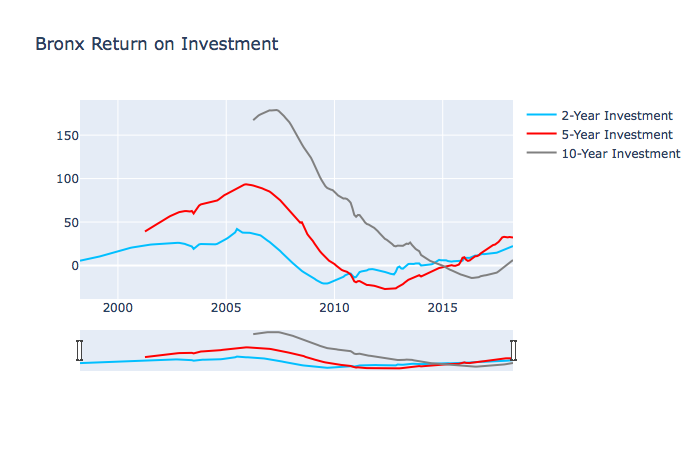 Bronx Return on Investment
2-Year Investment
5-Year Investment
10-Year Investment
150
100
50
0
2000 2005 2010 2015